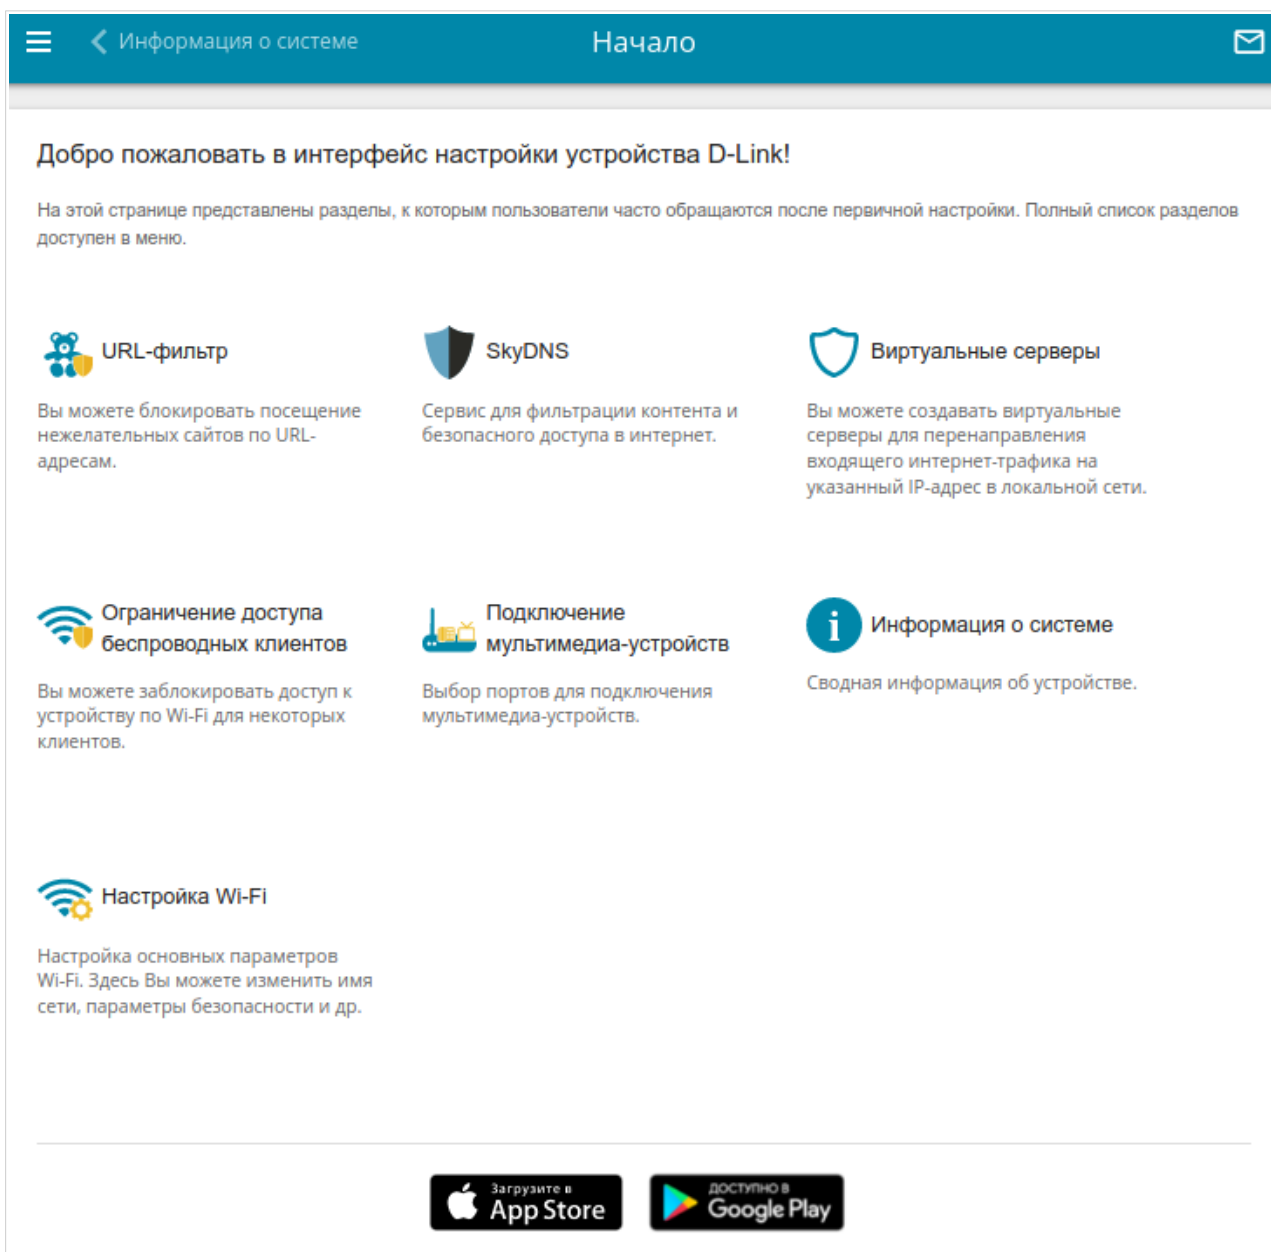 Информация о системе
Начало
Добро пожаловать в интерфейс настройки устройства D-Link!
На этой странице представлены разделы, к которым пользователи часто обращаются после первичной настройки. Полный список разделов
доступен в меню.
URL-фильтр
Вы можете блокировать посещение
нежелательных сайтов по URL-
адресам.
SkyDNS
Сервис для фильтрации контента и
безопасного доступа в интернет.
Виртуальные серверы
Вы можете создавать виртуальные
серверы для перенаправления
входящего интернет-трафика на
указанный IP-адрес в локальной сети.
Ограничение доступа
беспроводных клиентов
Вы можете заблокировать доступ к
устройству по Wi-Fi для некоторых
клиентов.
Подключение
мультимедиа-устройств
Выбор портов для подключения
мультимедиа-устройств.
Информация о системе
Сводная информация об устройстве.
Настройка Wi-Fi
Настройка основных параметров
Wi-Fi. Здесь Вы можете изменить имя
сети, параметры безопасности и др.
Загрузите в
App Store
ДОСТУПНО В
Google Play